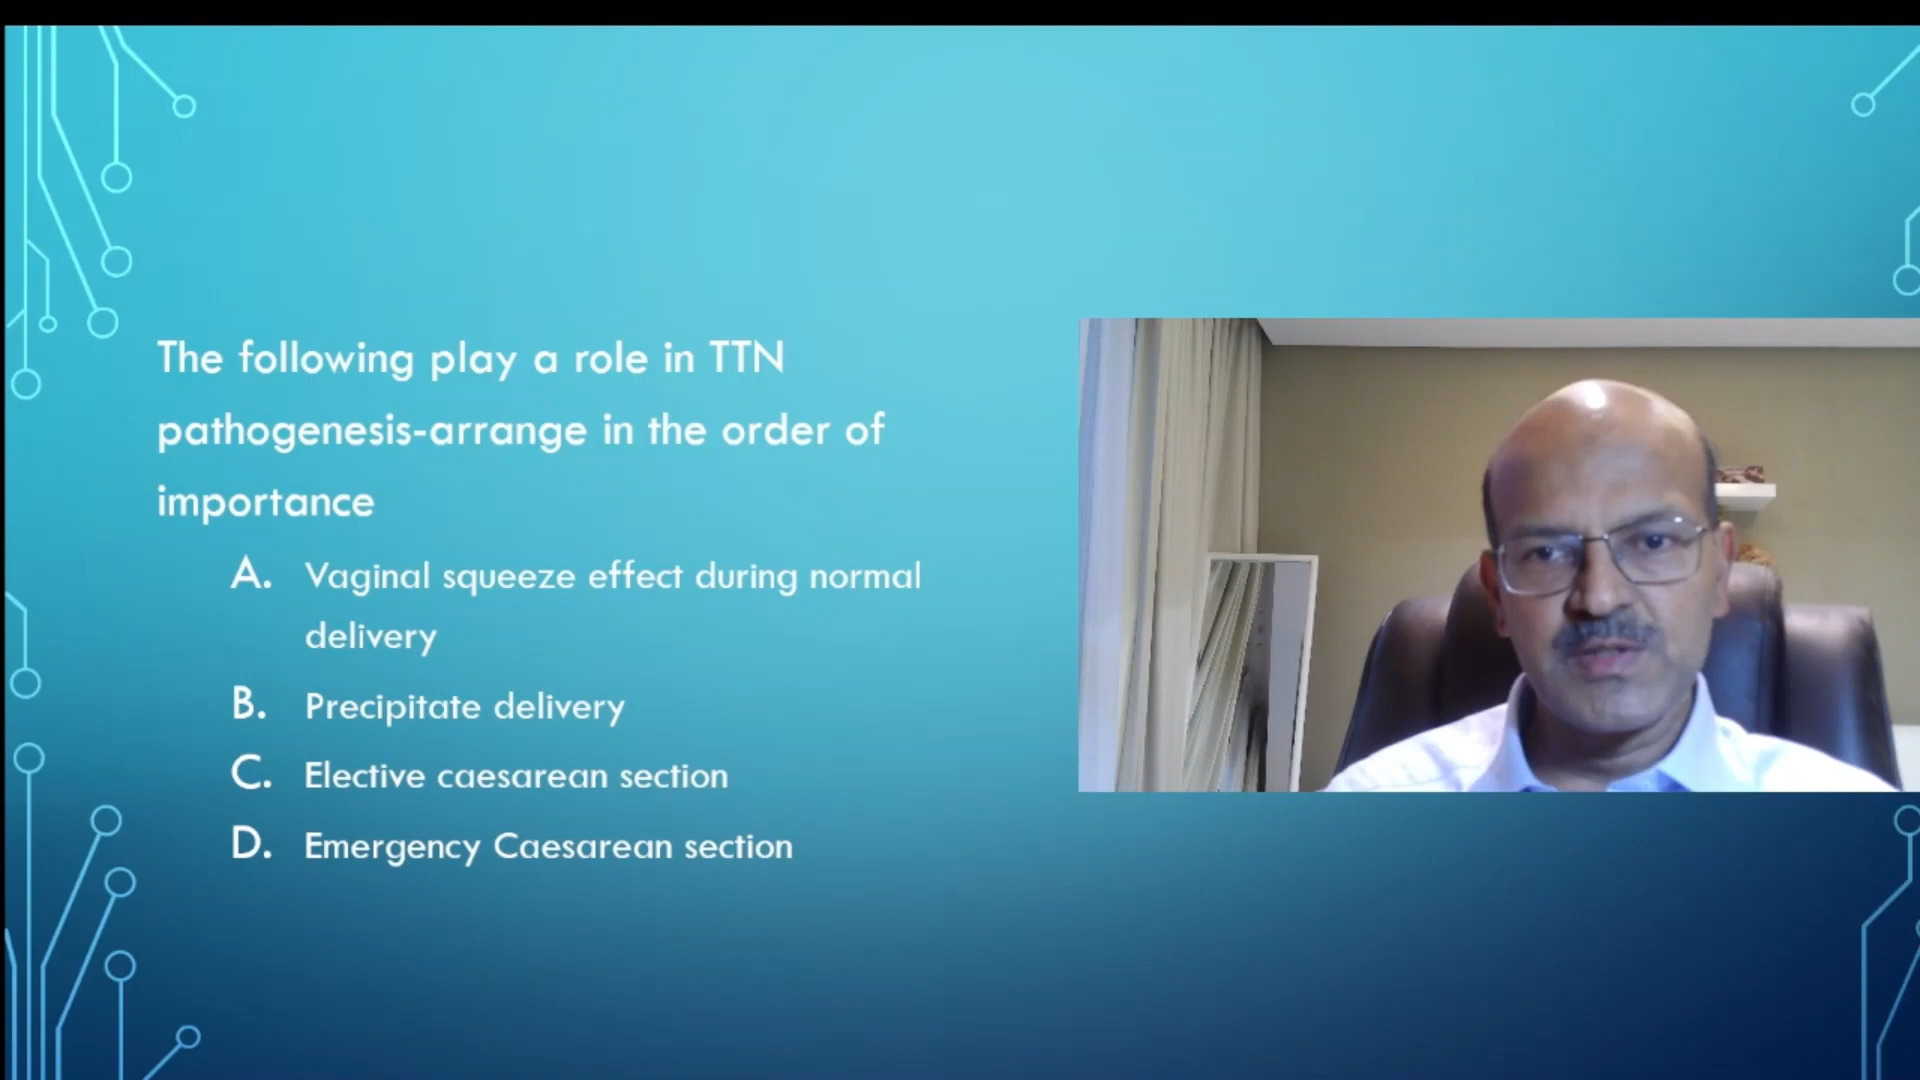 The following play a role in TTN
pathogenesis-arrange in the order of
importance
A. Vaginal squeeze effect during normal
delivery
B. Precipitate delivery
C. Elective caesarean section
D. Emergency Caesarean section